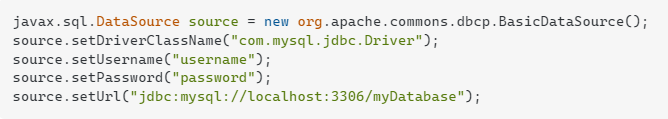 javax.sql.DataSource source = new org.apache.commons.dbcp.BasicDataSource();
source.setDriverClassName("com.mysql.jdbc.Driver");
source.setUsername("username");
source.setPassword("password");
source.setUrl("jdbc:mysql://localhost:3306/myDatabase");